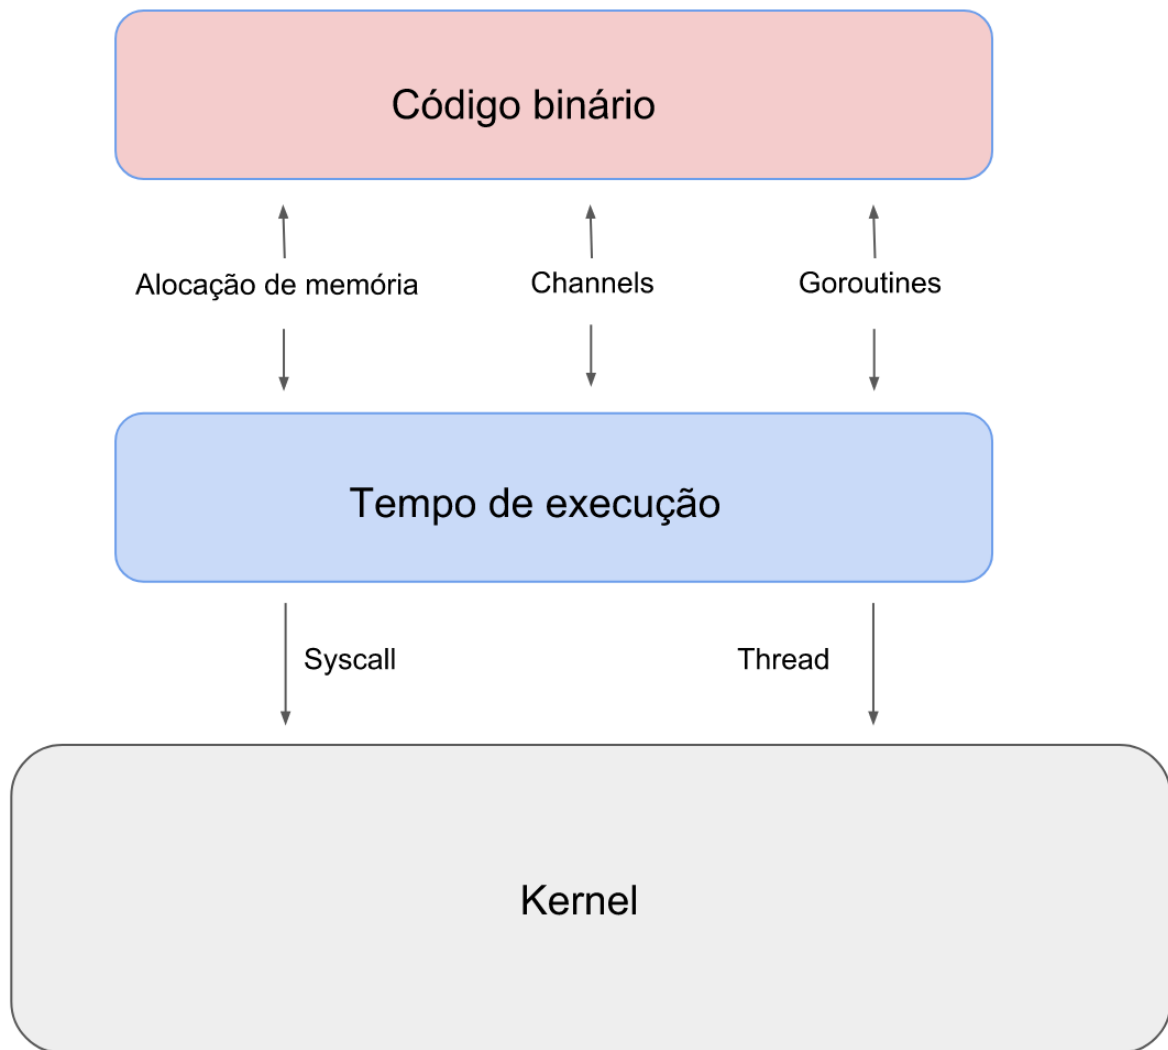 Código binário
Alocação de memória
Channels
Goroutines
Tempo de execução
Syscall
Thread
Kernel